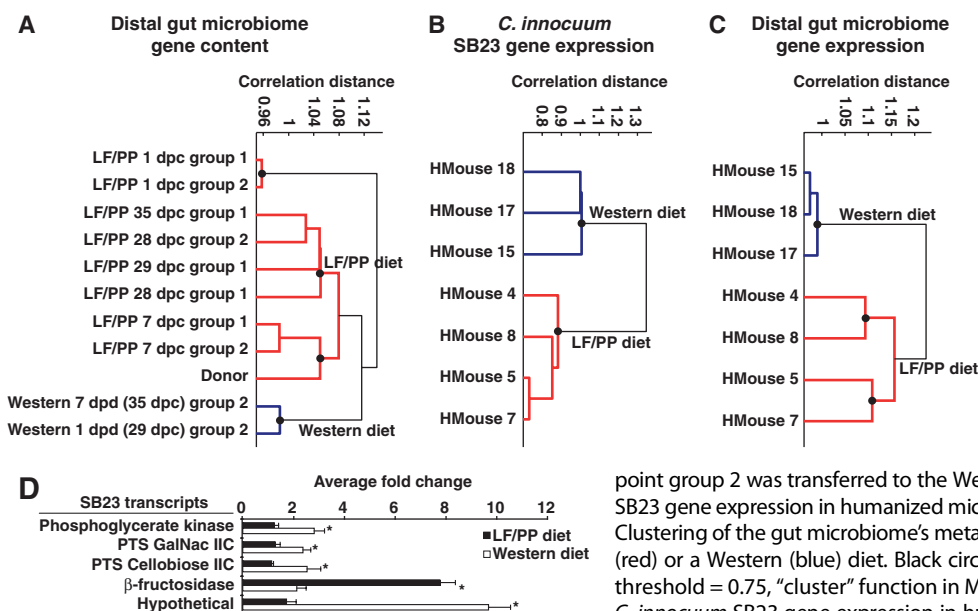 A
Distal gut microbiome
gene content
Correlation distance
0.96
1
1.04
1.08
1.12
LF/PP 1 dpc group 1
LF/PP 1 dpc group 2
LF/PP 35 dpc group 1
LF/PP 28 dpc group 2
LF/PP 29 dpc group 1
LF/PP 28 dpc group 1
LF/PP 7 dpc group 1
LF/PP 7 dpc group 2
Donor
Western 7 dpd (35 dpc) group 2
Western 1 dpd (29 dpc) group 2
LF/PP diet
Western diet
B
C. innocuum
SB23 gene expression
Correlation distance
0.8
0.9
1
1.1
1.2
1.3
HMouse 18
HMouse 17
HMouse 15
HMouse 4
HMouse 8
HMouse 5
HMouse 7
Western diet
LF/PP diet
C
Distal gut microbiome
gene expression
Correlation distance
1
1.05
1.1
1.15
1.2
HMouse 15
HMouse 18
HMouse 17
HMouse 4
HMouse 8
HMouse 5
HMouse 7
Western diet
LF/PP diet
D
Average fold change
SB23 transcripts
0 2 4 6 8 10 12
Phosphoglycerate kinase *
PTS GalNac IIC *
PTS Cellobiose IIC *
β-fructosidase *
Hypothetical *
LF/PP diet
Western diet
point group 2 was transferred to the We
SB23 gene expression in humanized mic
Clustering of the gut microbiome's meta
(red) or a Western (blue) diet. Black circ
threshold = 0.75, "cluster" function in M